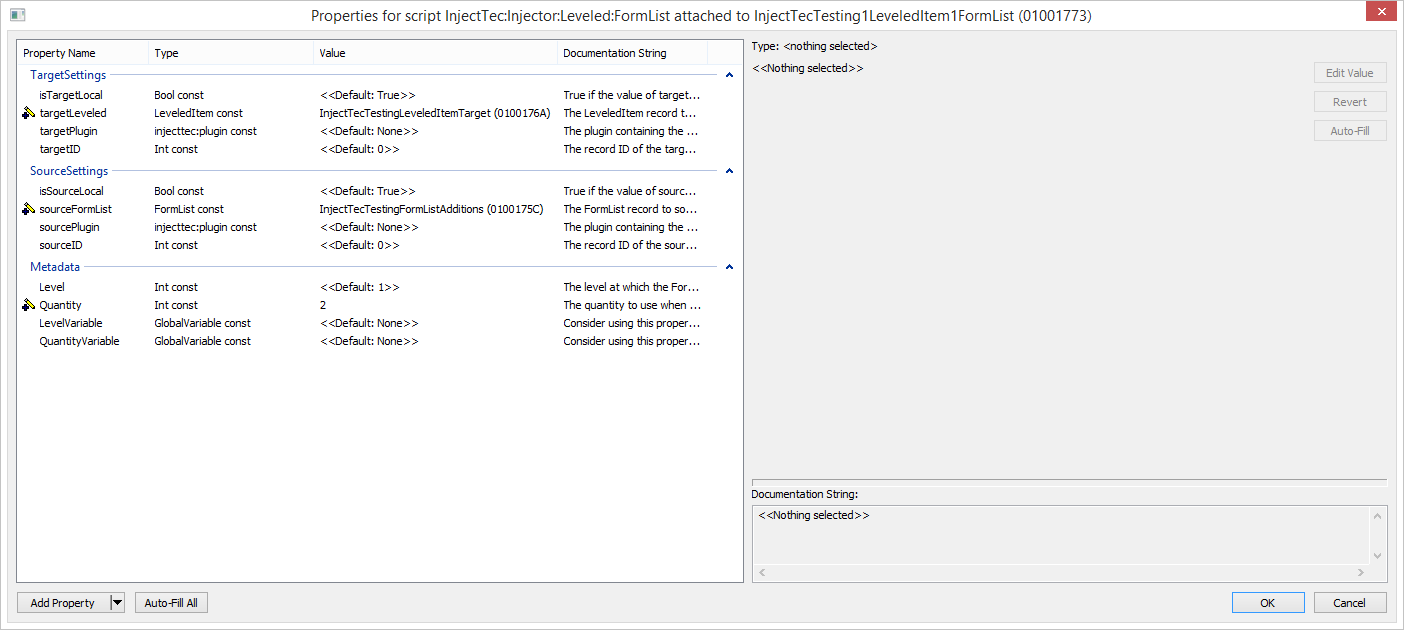 Properties for script InjectTec:Injector:Leveled:FormList attached to InjectTecTesting1LeveledItem1FormList (01001773)
Property Name Type Value Documentation String
TargetSettings
isTargetLocal Bool const <<Default: True>> True if the value of target...
targetLeveled LeveledItem const InjectTecTestingLeveledItemTarget (0100176A) The LeveledItem record t...
targetPlugin injecttec:plugin const <<Default: None>> The plugin containing the ...
targetID Int const <<Default: 0>> The record ID of the targ...
SourceSettings
isSourceLocal Bool const <<Default: True>> True if the value of sourc...
sourceFormList FormList const InjectTecTestingFormListAdditions (0100175C) The FormList record to so...
sourcePlugin injecttec:plugin const <<Default: None>> The plugin containing the ...
sourceID Int const <<Default: 0>> The record ID of the sour...
Metadata
Level Int const <<Default: 1>> The level at which the For...
Quantity Int const 2 The quantity to use when ...
LevelVariable GlobalVariable const <<Default: None>> Consider using this proper...
QuantityVariable GlobalVariable const <<Default: None>> Consider using this proper...
Type: <nothing selected>
<<Nothing selected>>
Edit Value
Revert
Auto-Fill
Documentation String:
<<Nothing selected>>
Add Property Auto-Fill All OK Cancel